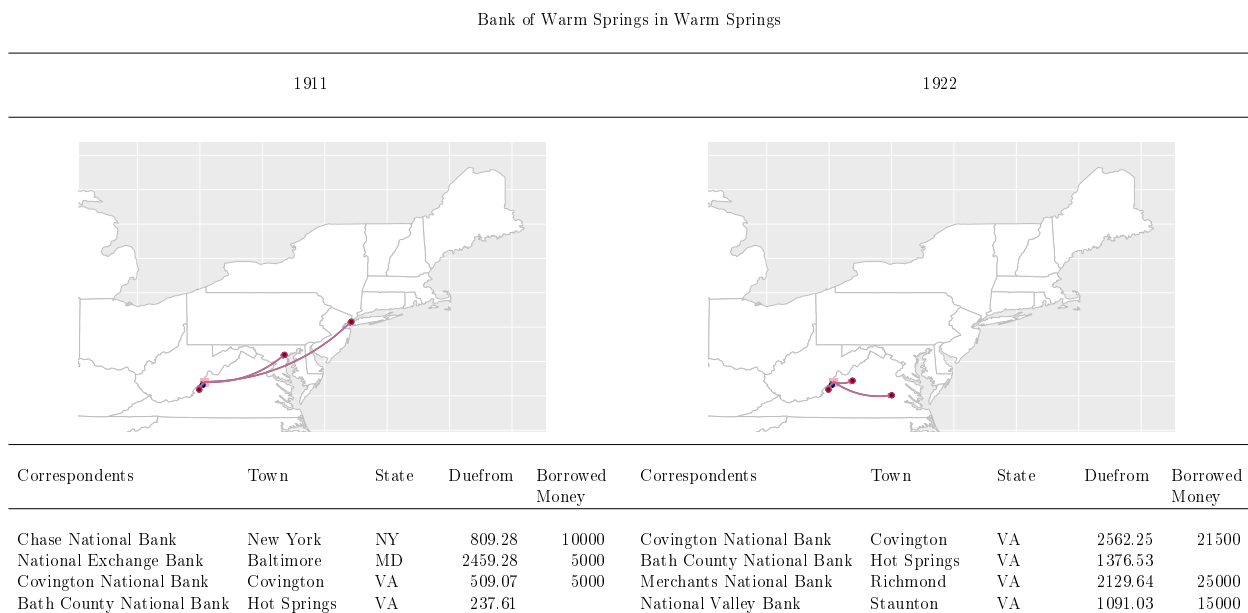 Bank of Warm Springs in Warm Springs
1911 1922
Correspondents Town State Duefrom Borrowed Money Correspondents Town State Duefrom Borrowed Money
Chase National Bank New York NY 809.28 10000 Covington National Bank Covington VA 2562.25 21500
National Exchange Bank Baltimore MD 2459.28 5000 Bath County National Bank Hot Springs VA 1376.53
Covington National Bank Covington VA 509.07 5000 Merchants National Bank Richmond VA 2129.64 25000
Bath County National Bank Hot Springs VA 237.61 National Valley Bank Staunton VA 1091.03 15000